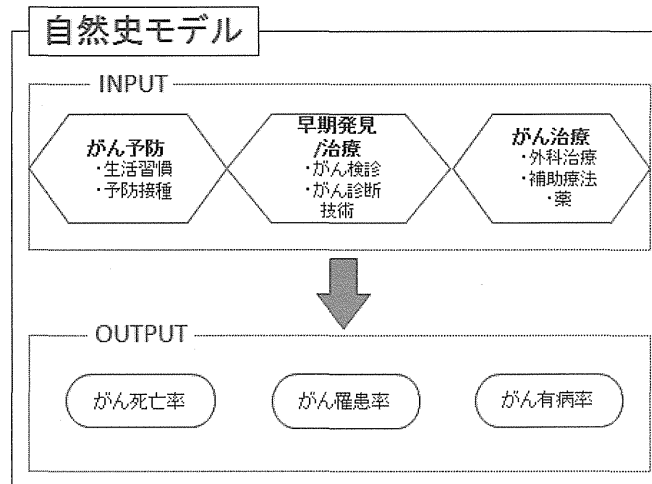 自然史モデル
INPUT
がん予防
・生活習慣
・予防接種
早期発見
/治療
・がん検診
・がん診断
技術
がん治療
・外科治療
・補助療法
・薬
OUTPUT
がん死亡率
がん罹患率
がん有病率